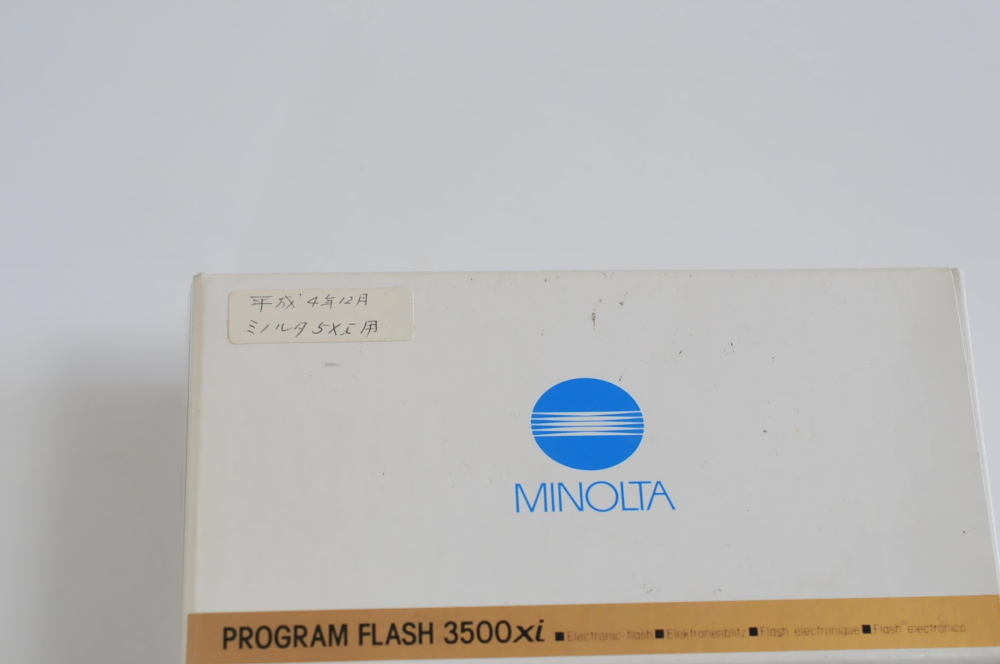 平成4年12月
ミノルタ5xi用
MINOLTA
PROGRAM FLASH 3500xi ■Electronic flash ■Elektronenblitz ■Flash electronique ■Flash electrónico